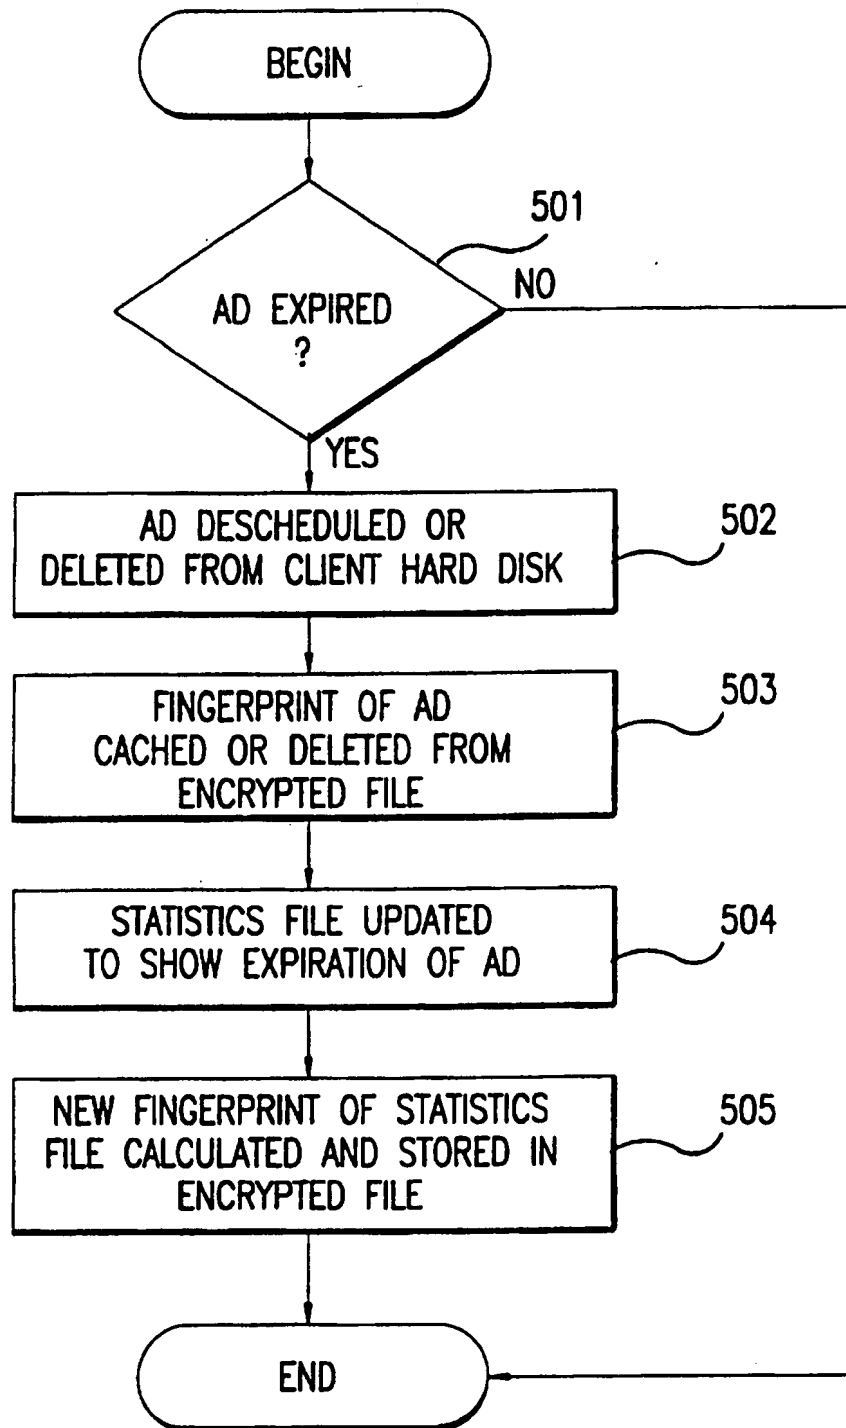 BEGIN
501
NO
AD EXPIRED
?
YES
AD DESCHEDULED OR
DELETED FROM CLIENT HARD DISK
502
FINGERPRINT OF AD
CACHED OR DELETED FROM
ENCRYPTED FILE
503
STATISTICS FILE UPDATED
TO SHOW EXPIRATION OF AD
504
NEW FINGERPRINT OF STATISTICS
FILE CALCULATED AND STORED IN
ENCRYPTED FILE
505
END